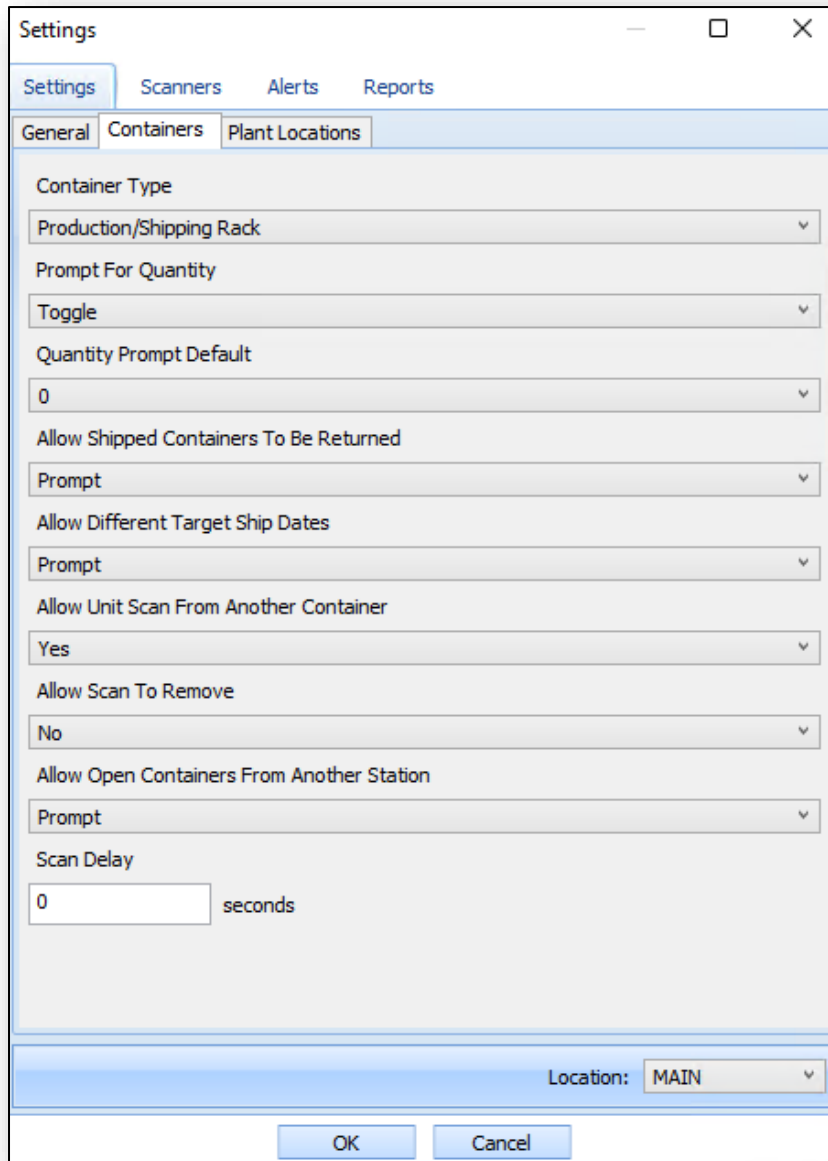 Settings
Settings Scanners Alerts Reports
General Containers Plant Locations
Container Type
Production/Shipping Rack
Prompt For Quantity
Toggle
Quantity Prompt Default
0
Allow Shipped Containers To Be Returned
Prompt
Allow Different Target Ship Dates
Prompt
Allow Unit Scan From Another Container
Yes
Allow Scan To Remove
No
Allow Open Containers From Another Station
Prompt
Scan Delay
0 seconds
Location: MAIN
OK Cancel